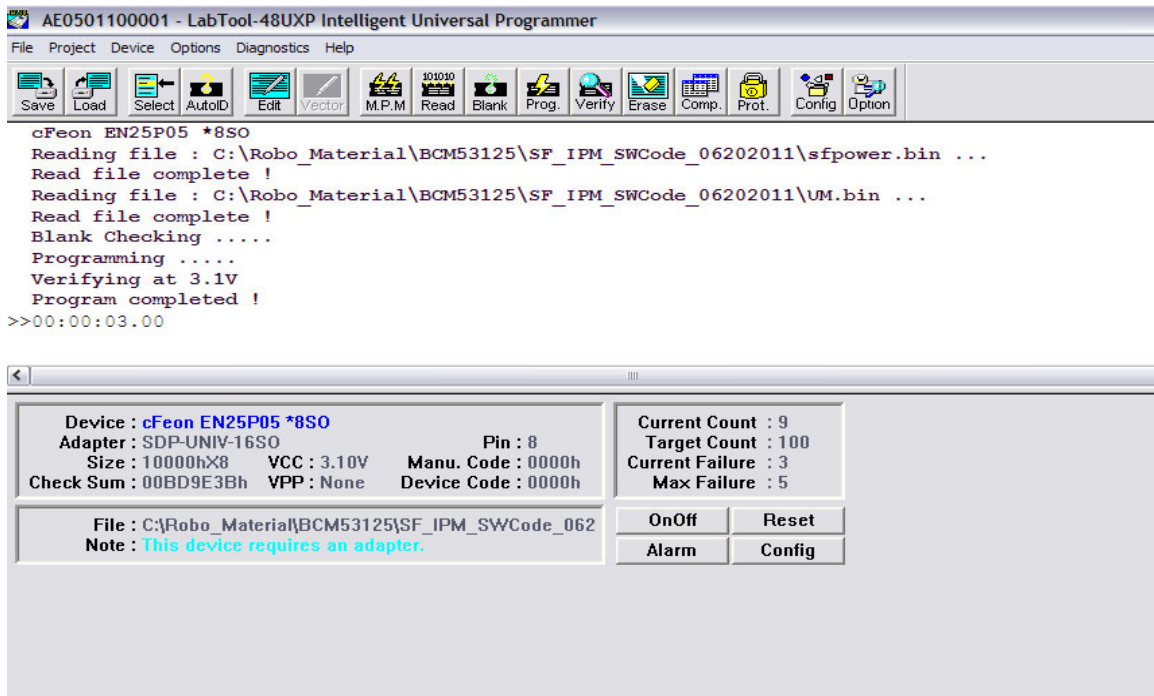 AE0501100001 - LabTool-48UXP Intelligent Universal Programmer
File Project Device Options Diagnostics Help
101010
Save Load Select AutoID Edit Vector M.P.M Read Blank Prog. Verify Erase Comp. Prot. Config Option
cFeon EN25P05 *8SO
Reading file : C:\Robo_Material\BCM53125\SF_IPM_SWCode_06202011\sfpower.bin ...
Read file complete !
Reading file : C:\Robo_Material\BCM53125\SF_IPM_SWCode_06202011\UM.bin ...
Read file complete !
Blank Checking .....
Programming .....
Verifying at 3.1V
Program completed !
>>00:00:03.00
Device : cFeon EN25P05 *8SO
Adapter : SDP-UNIV-16SO Pin : 8
Size : 10000hX8 VCC : 3.10V Manu. Code : 0000h
Check Sum : 00BD9E3Bh VPP : None Device Code : 0000h
Current Count : 9
Target Count : 100
Current Failure : 3
Max Failure : 5
File : C:\Robo_Material\BCM53125\SF_IPM_SWCode_062
Note : This device requires an adapter.
OnOff Reset
Alarm Config